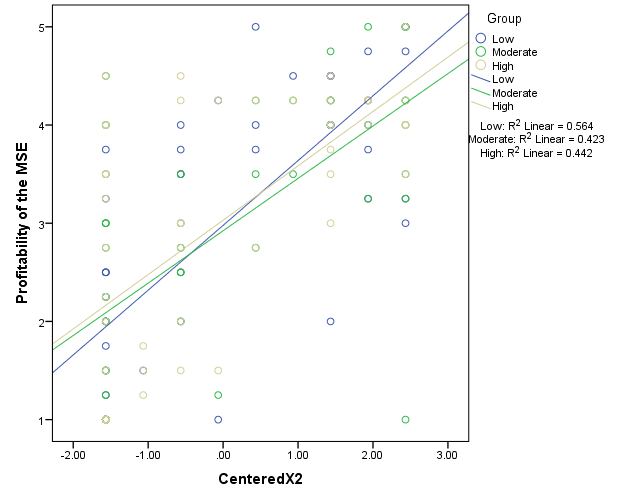 Group
Low
Moderate
High
Low
Moderate
High
Low: R2 Linear = 0.564
Moderate: R2 Linear = 0.423
High: R2 Linear = 0.442
Profitability of the MSE
5
4
3
2
1
-2.00 -1.00 .00 1.00 2.00 3.00
CenteredX2